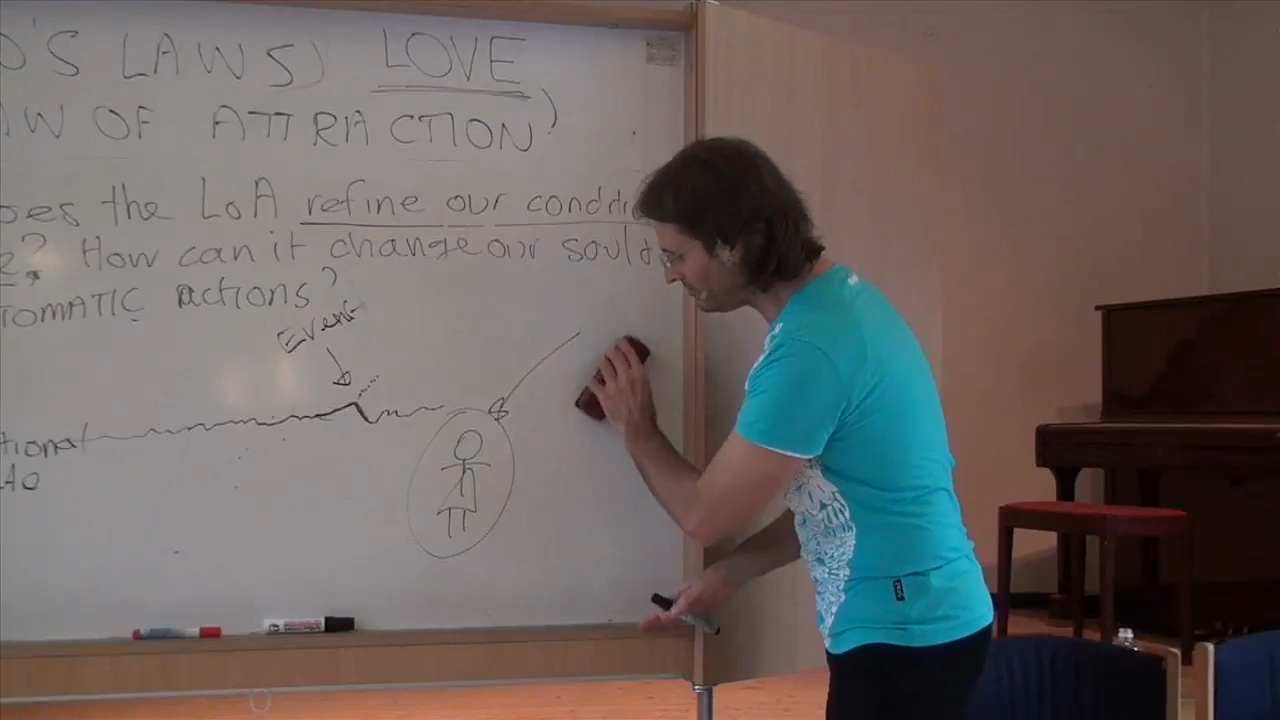 O'S LAWS) LOVE
AW OF ATTRACTION)
oes the LoA refine our condi
e? How can it change our soul's
TOMATIC actions?
Event
tional
AO